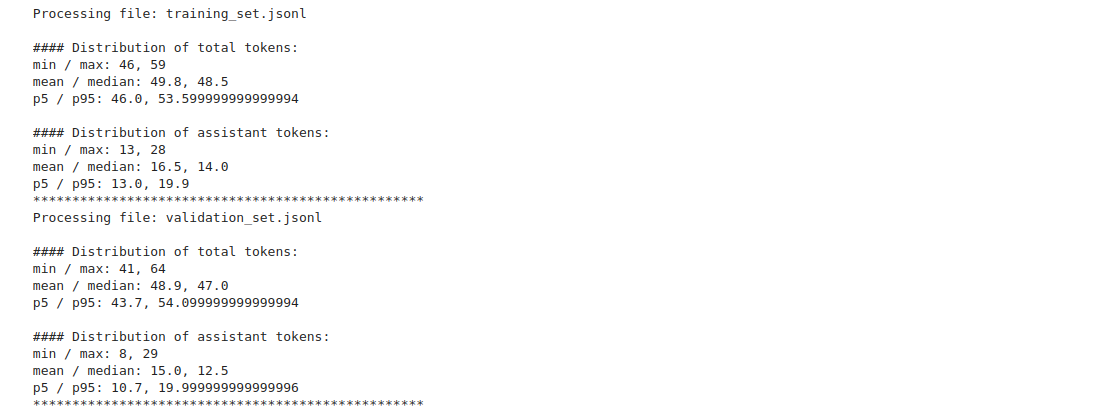 Processing file: training_set.jsonl
#### Distribution of total tokens:
min / max: 46, 59
mean / median: 49.8, 48.5
p5 / p95: 46.0, 53.599999999999994
#### Distribution of assistant tokens:
min / max: 13, 28
mean / median: 16.5, 14.0
p5 / p95: 13.0, 19.9
**************************************************
Processing file: validation_set.jsonl
#### Distribution of total tokens:
min / max: 41, 64
mean / median: 48.9, 47.0
p5 / p95: 43.7, 54.099999999999994
#### Distribution of assistant tokens:
min / max: 8, 29
mean / median: 15.0, 12.5
p5 / p95: 10.7, 19.999999999999996
**************************************************